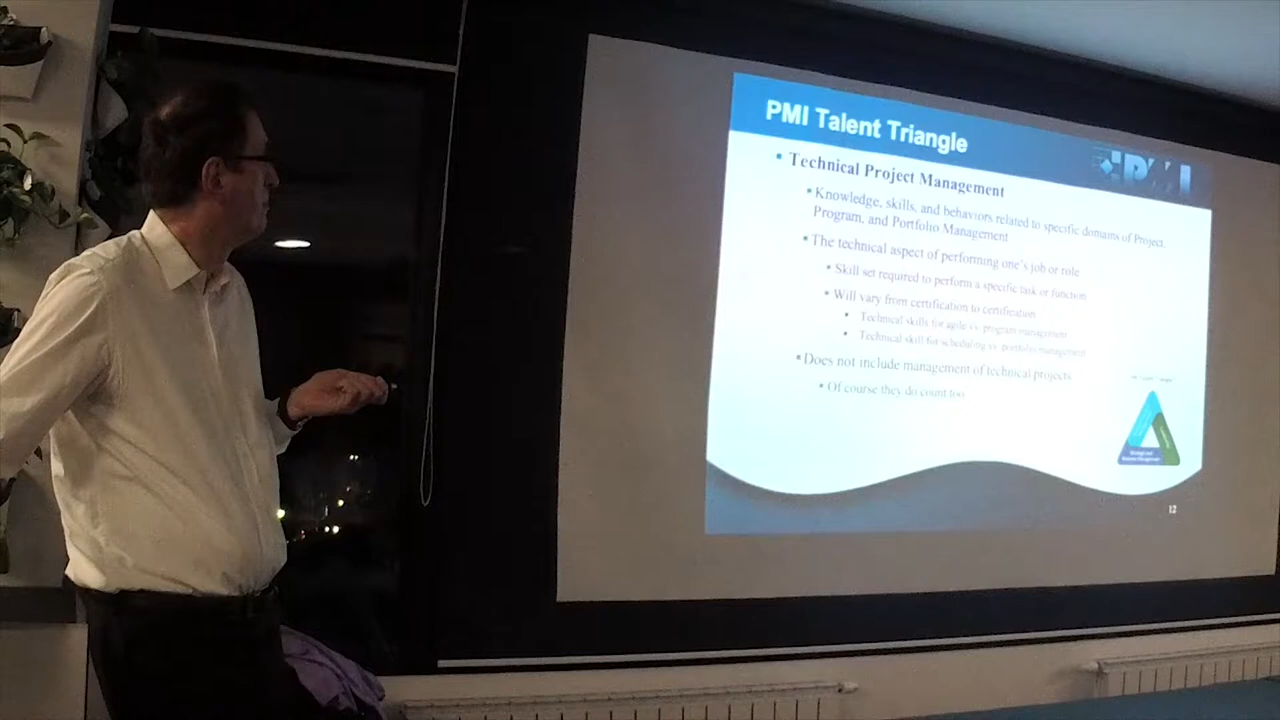 PMI Talent Triangle
PMI
▪ Technical Project Management
▪ Knowledge, skills, and behaviors related to specific domains of Project,
Program, and Portfolio Management
▪ The technical aspect of performing one's job or role
▪ Skill set required to perform a specific task or function
▪ Will vary from certification to certification
• Technical skills for agile vs. program management
• Technical skill for scheduling vs. portfolio management
▪ Does not include management of technical projects
▪ Of course they do count too
12